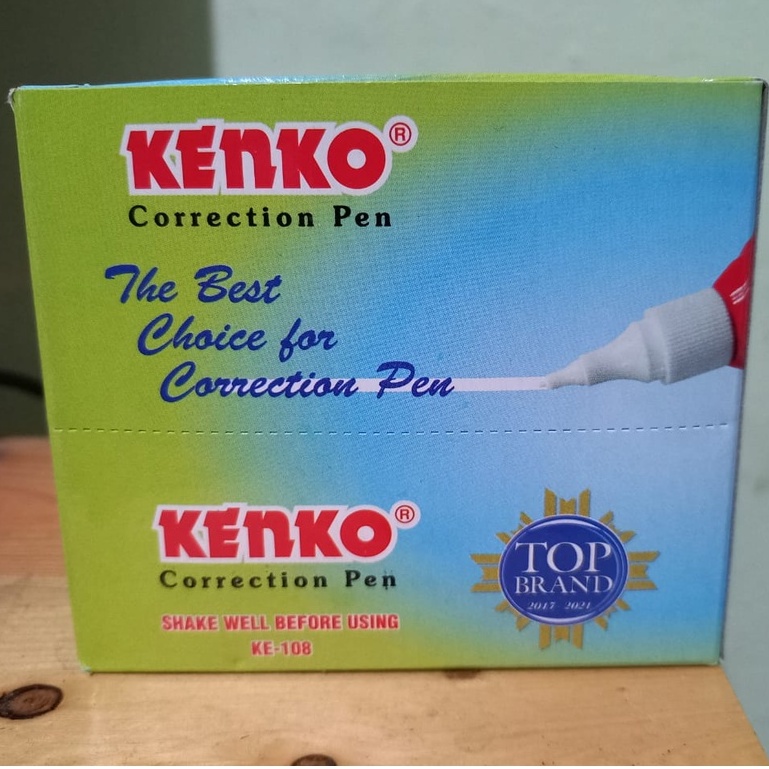 KENKO®
Correction Pen
The Best
Choice for
Correction Pen
KENKO®
Correction Pen
SHAKE WELL BEFORE USING
KE-108
TOP
BRAND
2017 2021